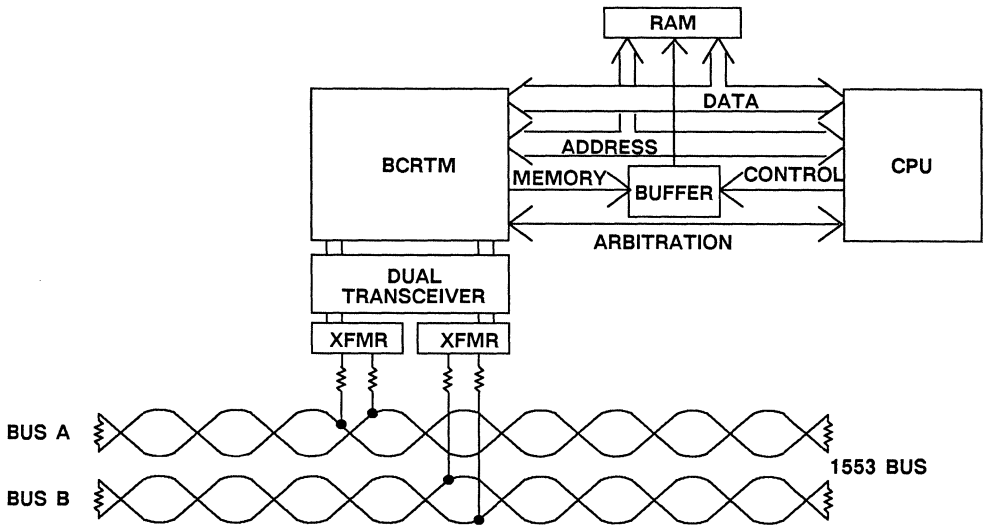 RAM
DATA
ADDRESS
BCRTM
CPU
MEMORY
BUFFER
CONTROL
ARBITRATION
DUAL
TRANSCEIVER
XFMR
XFMR
BUS A
1553 BUS
BUS B